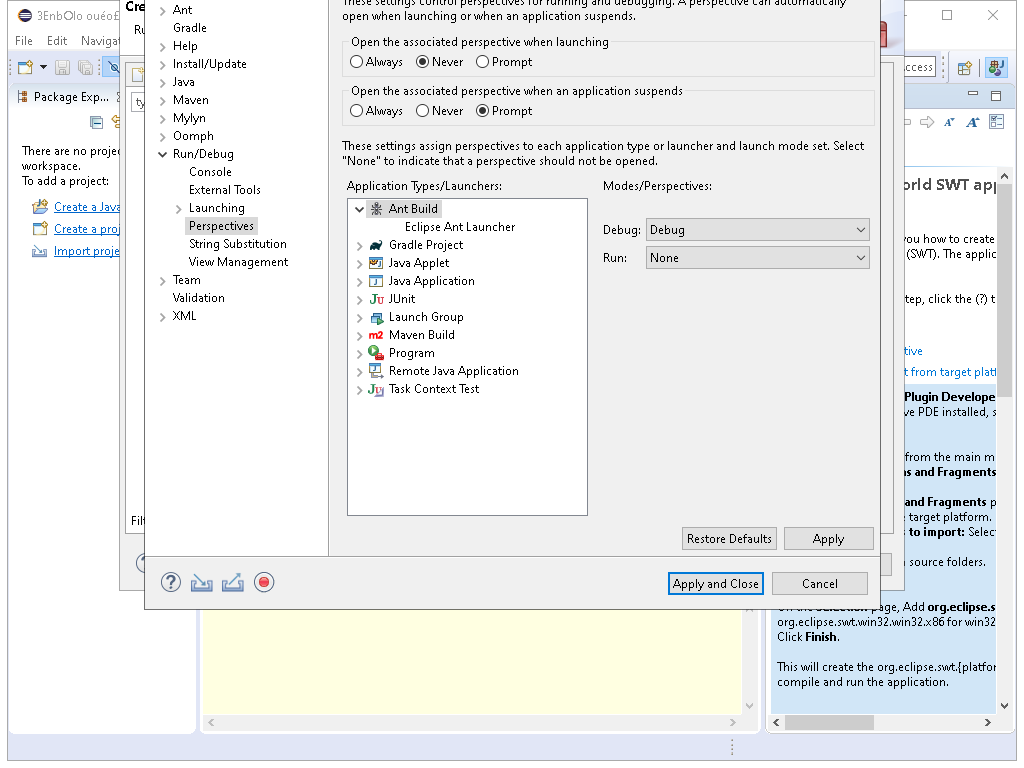 3EnbOlo ouéof
File Edit Navigat
Package Exp...
There are no proje
workspace.
To add a project:
Create a Java
Create a proj
Import proje
Cre
Ru
ty
Filt
Ant
Gradle
Help
Install/Update
Java
Maven
Mylyn
Oomph
Run/Debug
Console
External Tools
Launching
Perspectives
String Substitution
View Management
Team
Validation
XML
These settings control perspectives for running and debugging. A perspective can automatically
open when launching or when an application suspends.
Open the associated perspective when launching
Always Never Prompt
Open the associated perspective when an application suspends
Always Never Prompt
These settings assign perspectives to each application type or launcher and launch mode set. Select
"None" to indicate that a perspective should not be opened.
Application Types/Launchers:
Ant Build
Eclipse Ant Launcher
Gradle Project
Java Applet
Java Application
Ju JUnit
Launch Group
m2 Maven Build
Program
Remote Java Application
Task Context Test
Modes/Perspectives:
Debug: Debug
Run: None
Restore Defaults Apply
Apply and Close Cancel
ccess
orld SWT app
you how to create
(SWT). The applic
tep, click the (?) t
tive
t from target platf
Plugin Develope
ve PDE installed, s
from the main m
ns and Fragments
and Fragments p
target platform.
to import: Select
source folders.
page, Add org.eclipse.s
org.eclipse.swt.win32.win32.x86 for win32
Click Finish.
This will create the org.eclipse.swt.{platfor
compile and run the application.